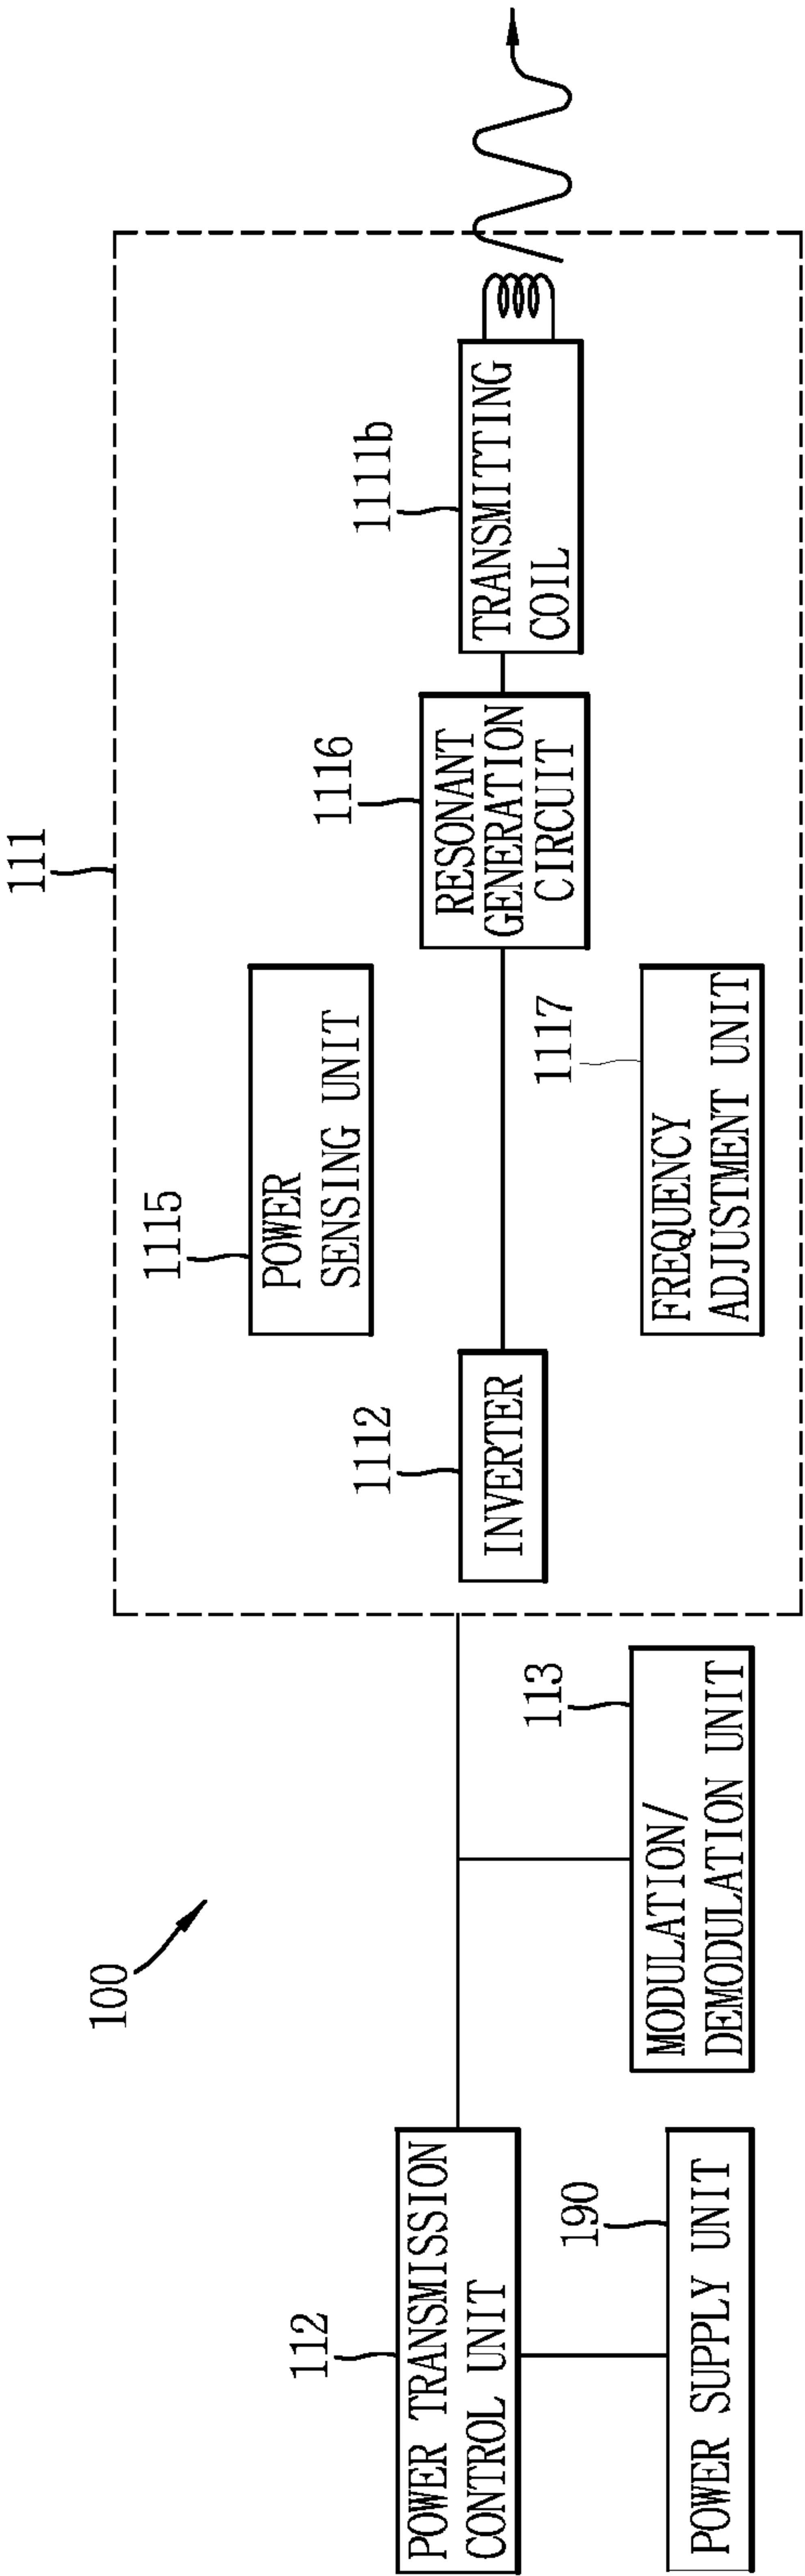 100
111
112
POWER TRANSMISSION
CONTROL UNIT
190
POWER SUPPLY UNIT
113
MODULATION/
DEMODULATION UNIT
1112
INVERTER
1115
POWER
SENSING UNIT
1117
FREQUENCY
ADJUSTMENT UNIT
1116
RESONANT
GENERATION
CIRCUIT
1111b
TRANSMITTING
COIL